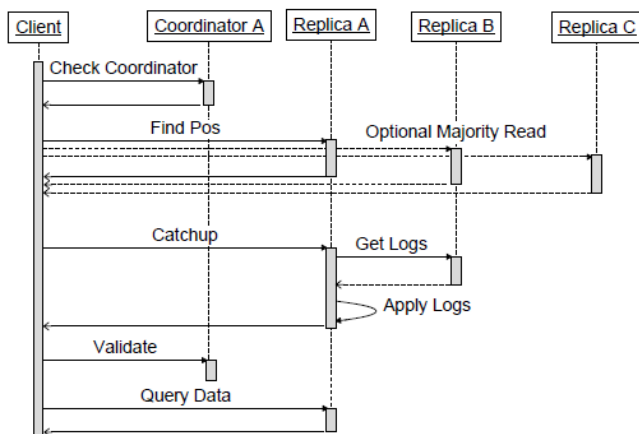 Client
Coordinator A
Replica A
Replica B
Replica C
Check Coordinator
Find Pos
Optional Majority Read
Catchup
Get Logs
Apply Logs
Validate
Query Data